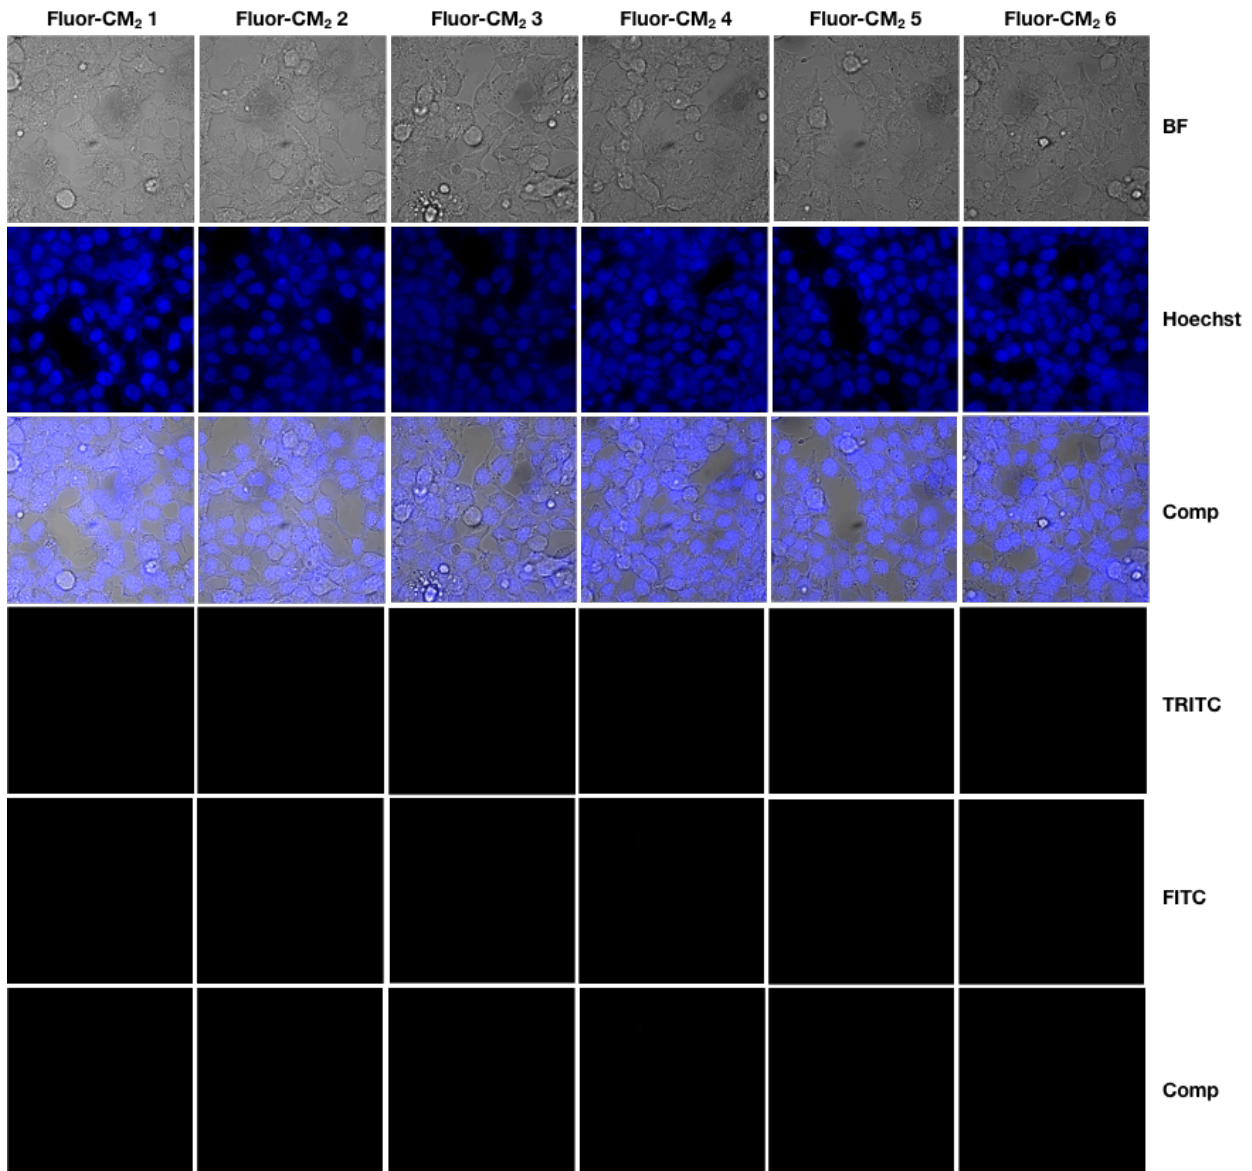 Fluor-CM₂ 1 Fluor-CM₂ 2 Fluor-CM₂ 3 Fluor-CM₂ 4 Fluor-CM₂ 5 Fluor-CM₂ 6
BF
Hoechst
Comp
TRITC
FITC
Comp